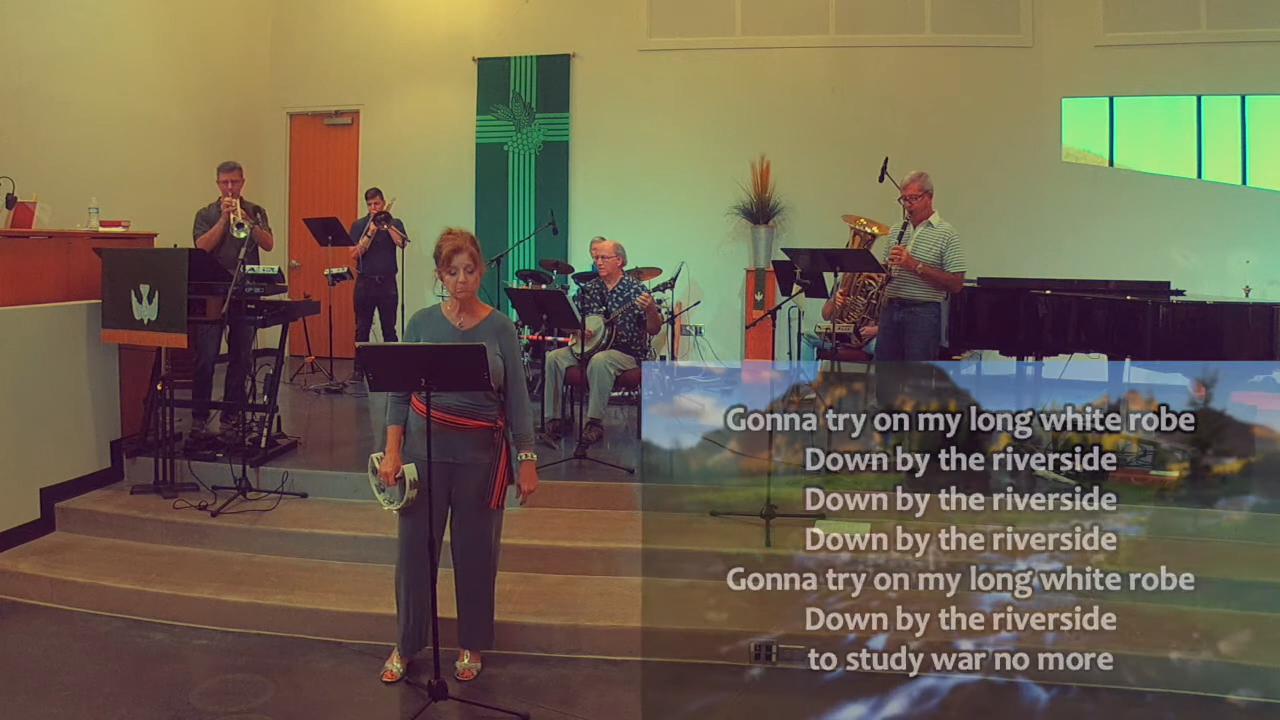 Gonna try on my long white robe
Down by the riverside
Down by the riverside
Down by the riverside
Gonna try on my long white robe
Down by the riverside
to study war no more